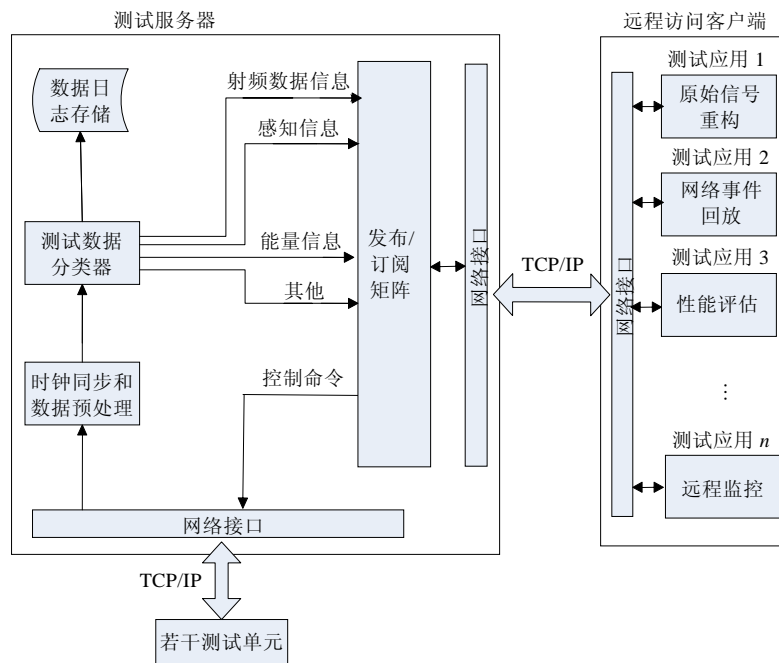 测试服务器
数据日
志存储
射频数据信息
感知信息
测试数据
分类器
能量信息
其他
发布/
订阅
矩阵
网络接口
时钟同步和
数据预处理
控制命令
网络接口
TCP/IP
若干测试单元
TCP/IP
远程访问客户端
网络接口
测试应用 1
原始信号
重构
测试应用 2
网络事件
回放
测试应用 3
性能评估
⋮
测试应用 n
远程监控